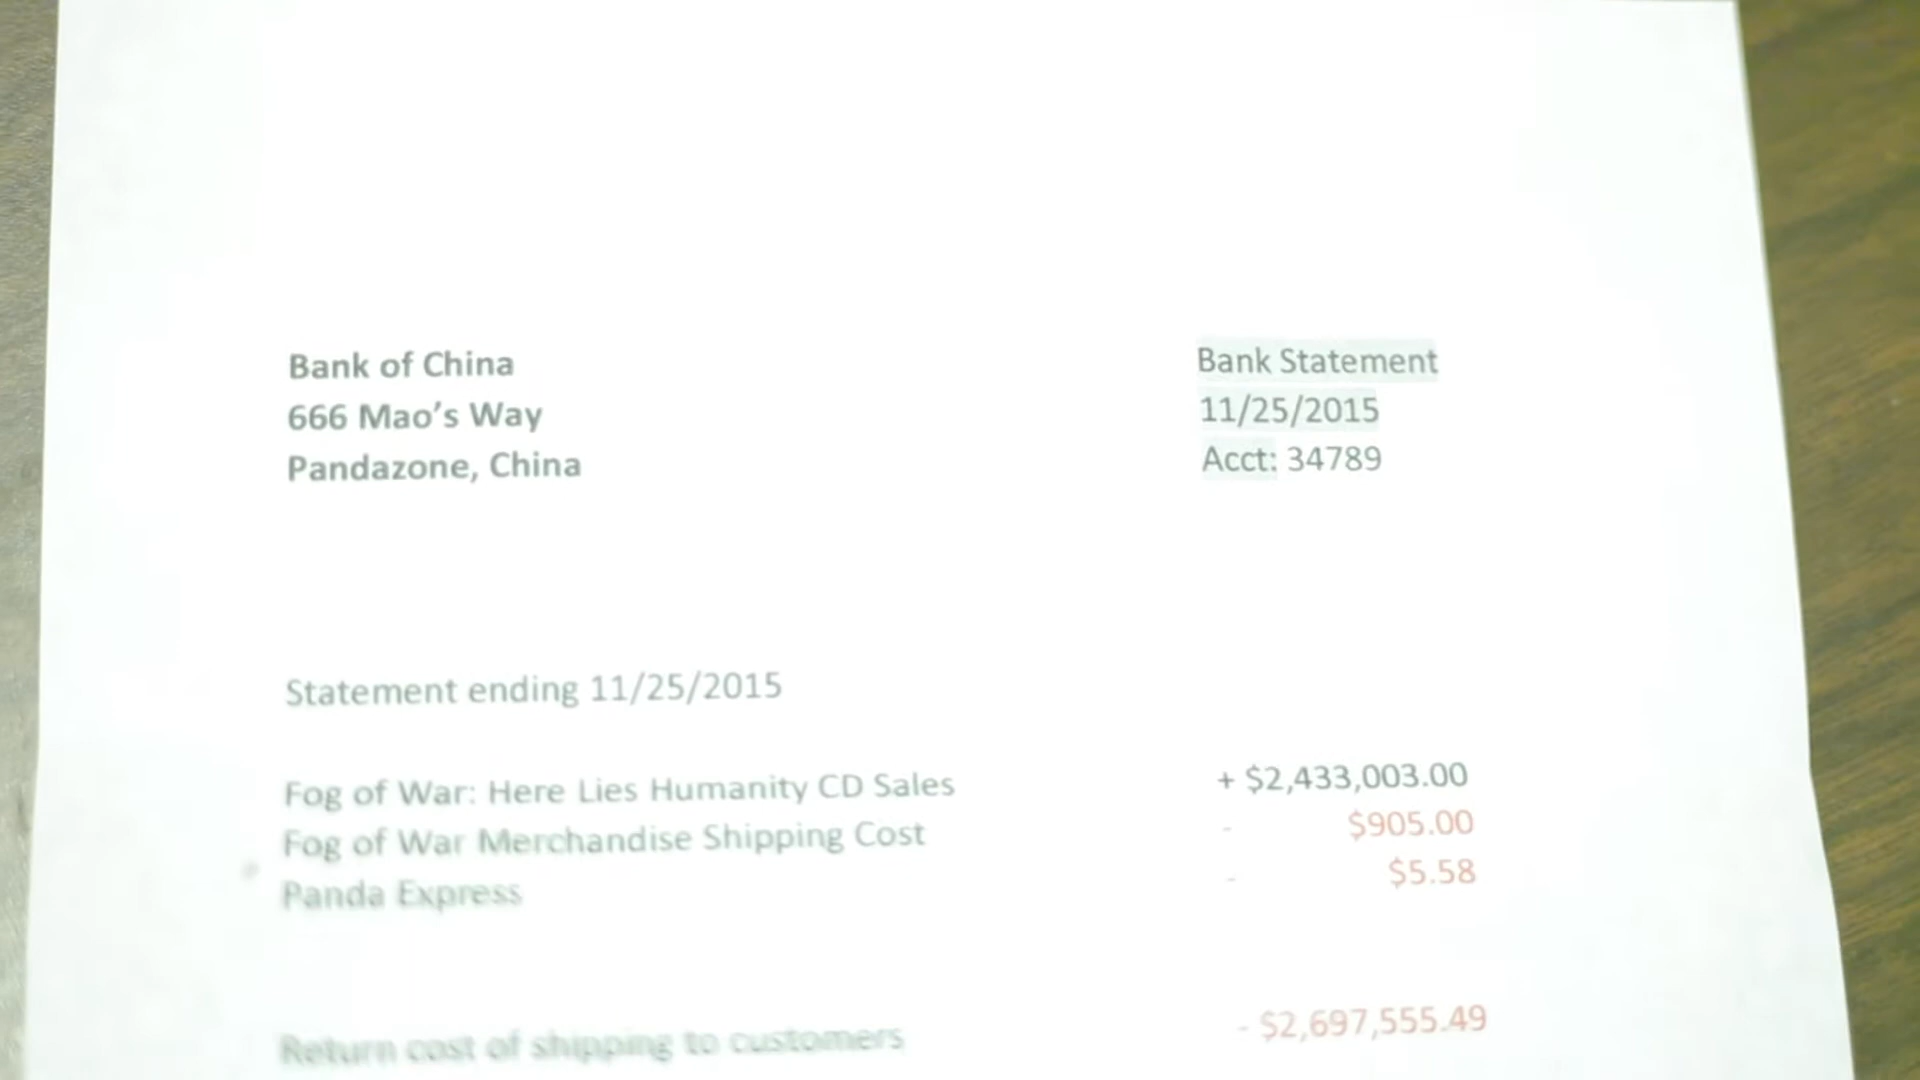 Bank of China
666 Mao's Way
Pandazone, China
Bank Statement
11/25/2015
Acct: 34789
Statement ending 11/25/2015
Fog of War: Here Lies Humanity CD Sales + $2,433,003.00
Fog of War Merchandise Shipping Cost - $905.00
Panda Express - $5.58
Return cost of shipping to customers - $2,697,555.49